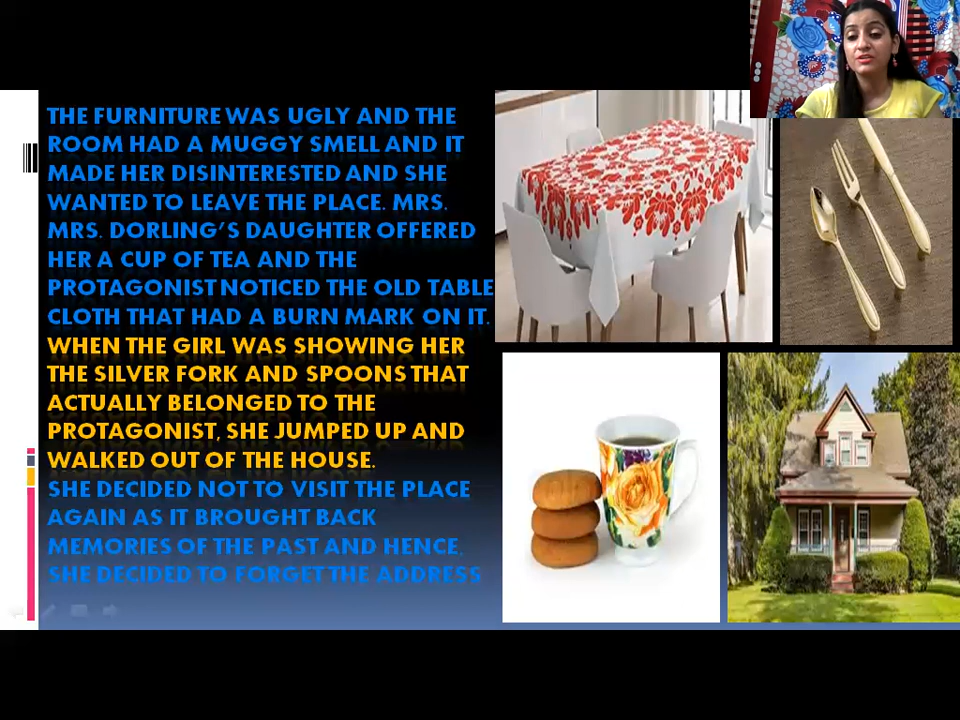 THE FURNITURE WAS UGLY AND THE
ROOM HAD A MUGGY SMELL AND IT
MADE HER DISINTERESTED AND SHE
WANTED TO LEAVE THE PLACE. MRS.
MRS. DORLING'S DAUGHTER OFFERED
HER A CUP OF TEA AND THE
PROTAGONIST NOTICED THE OLD TABLE
CLOTH THAT HAD A BURN MARK ON IT.
WHEN THE GIRL WAS SHOWING HER
THE SILVER FORK AND SPOONS THAT
ACTUALLY BELONGED TO THE
PROTAGONIST, SHE JUMPED UP AND
WALKED OUT OF THE HOUSE.
SHE DECIDED NOT TO VISIT THE PLACE
AGAIN AS IT BROUGHT BACK
MEMORIES OF THE PAST AND HENCE,
SHE DECIDED TO FORGET THE ADDRESS